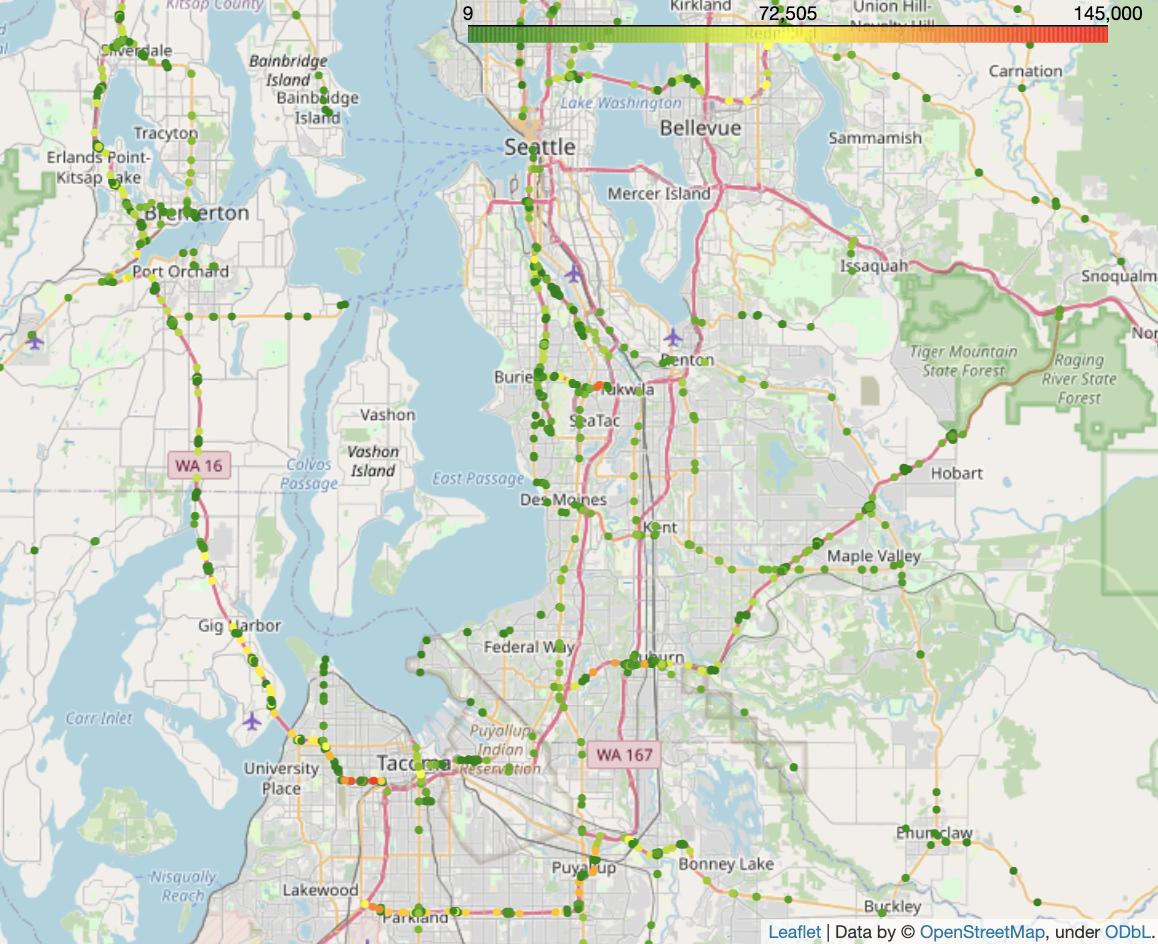 Kitsap County
Kirkland
Union Hill-
Novelty Hill
9
72,505
145,000
Redmond
Silverdale
Bainbridge
Island
Bainbridge
Island
Carnation
Lake Washington
Tracyton
Bellevue
Seattle
Sammamish
Erlands Point-
Kitsap Lake
Mercer Island
Bremerton
Port Orchard
Issaquah
Snoqualm
Nor
Renton
Tiger Mountain
State Forest
Raging
River State
Forest
Burie
Tukwila
Vashon
SeaTac
Vashon
Island
WA 16
Colvos
Passage
East Passage
Hobart
Des Moines
Kent
Maple Valley
Gig Harbor
Federal Way
Auburn
Carr Inlet
Puyallup
Indian
Reservation
WA 167
University
Place
Tacoma
Enumclaw
Puyallup
Bonney Lake
Nisqually
Reach
Lakewood
Buckley
Parkland
Leaflet | Data by © OpenStreetMap, under ODbL.